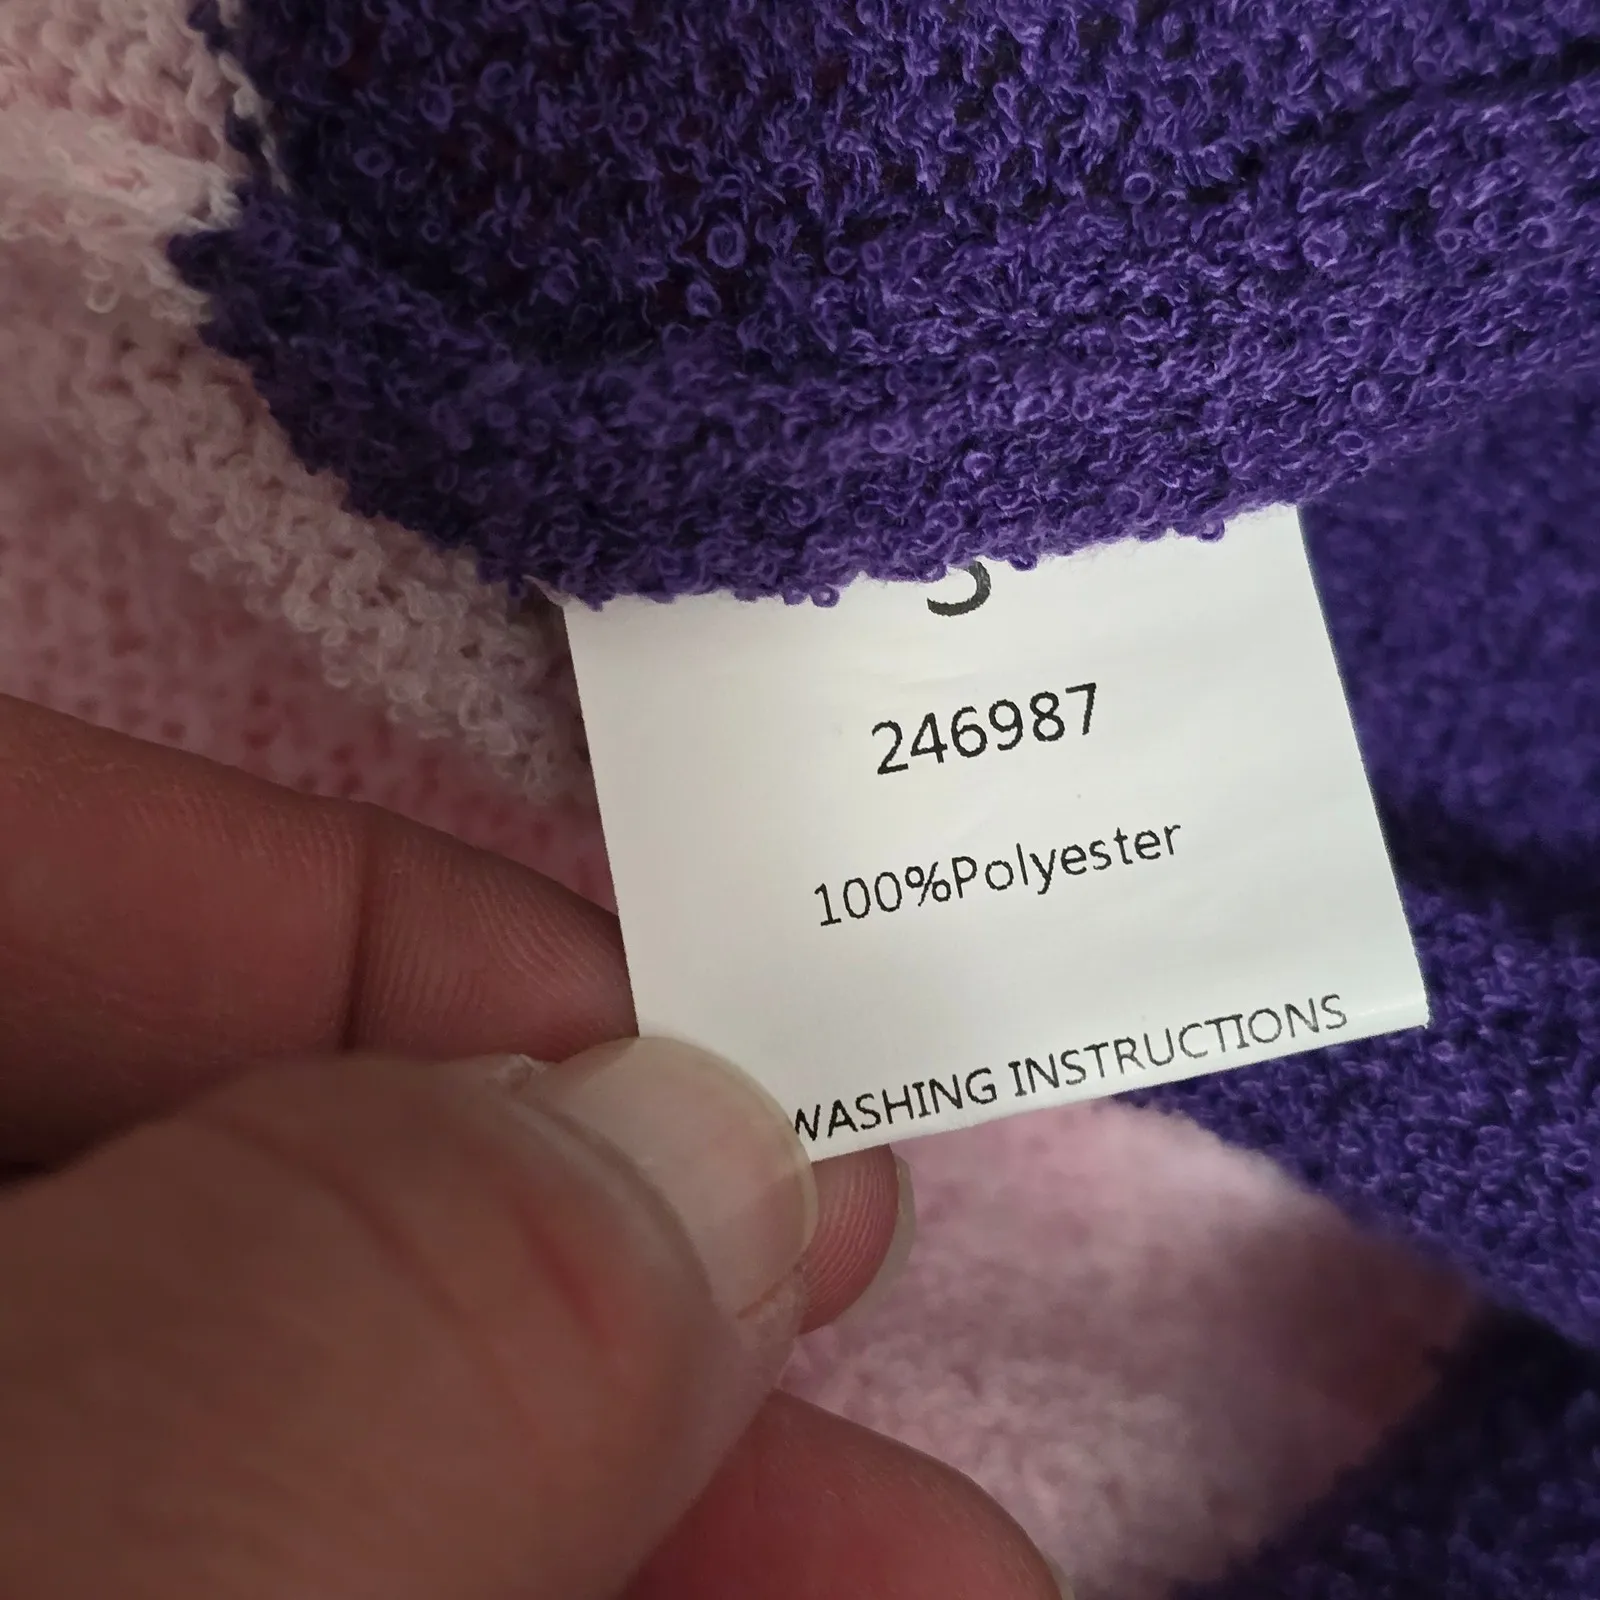 246987
100%Polyester
WASHING INSTRUCTIONS